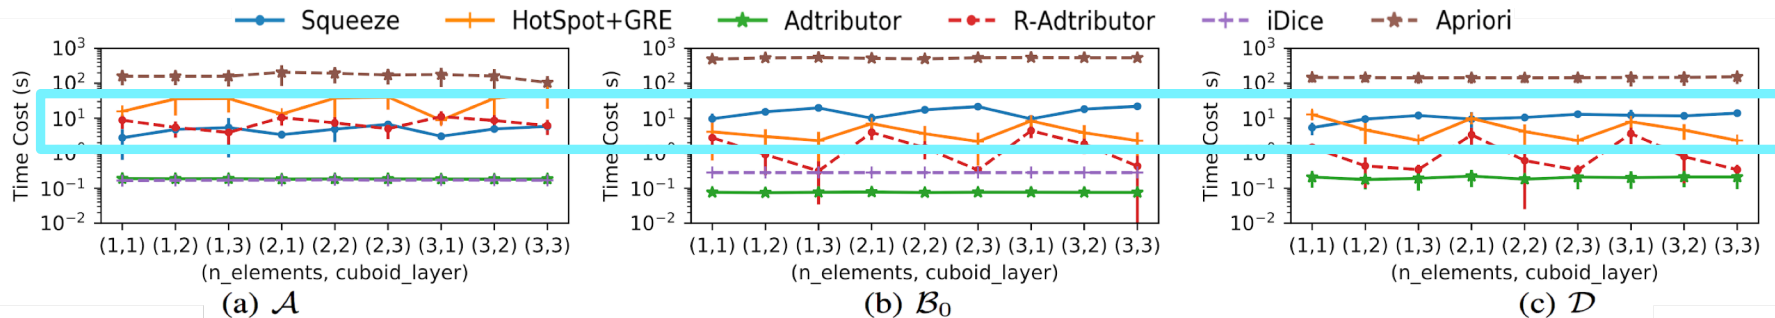 Squeeze HotSpot+GRE Adtributor R-Adtributor iDice Apriori
Time Cost (s)
10³
10²
10¹
10⁻¹
10⁻²
(1,1) (1,2) (1,3) (2,1) (2,2) (2,3) (3,1) (3,2) (3,3)
(n_elements, cuboid_layer)
(a) 𝒜
Time Cost s)
10³
10²
10¹
10⁰
10⁻¹
10⁻²
(1,1) (1,2) (1,3) (2,1) (2,2) (2,3) (3,1) (3,2) (3,3)
(n_elements, cuboid_layer)
(b) ℬ₀
Time Cost s)
10³
10²
10¹
10⁰
10⁻¹
10⁻²
(1,1) (1,2) (1,3) (2,1) (2,2) (2,3) (3,1) (3,2) (3,3)
(n_elements, cuboid_layer)
(c) 𝒟